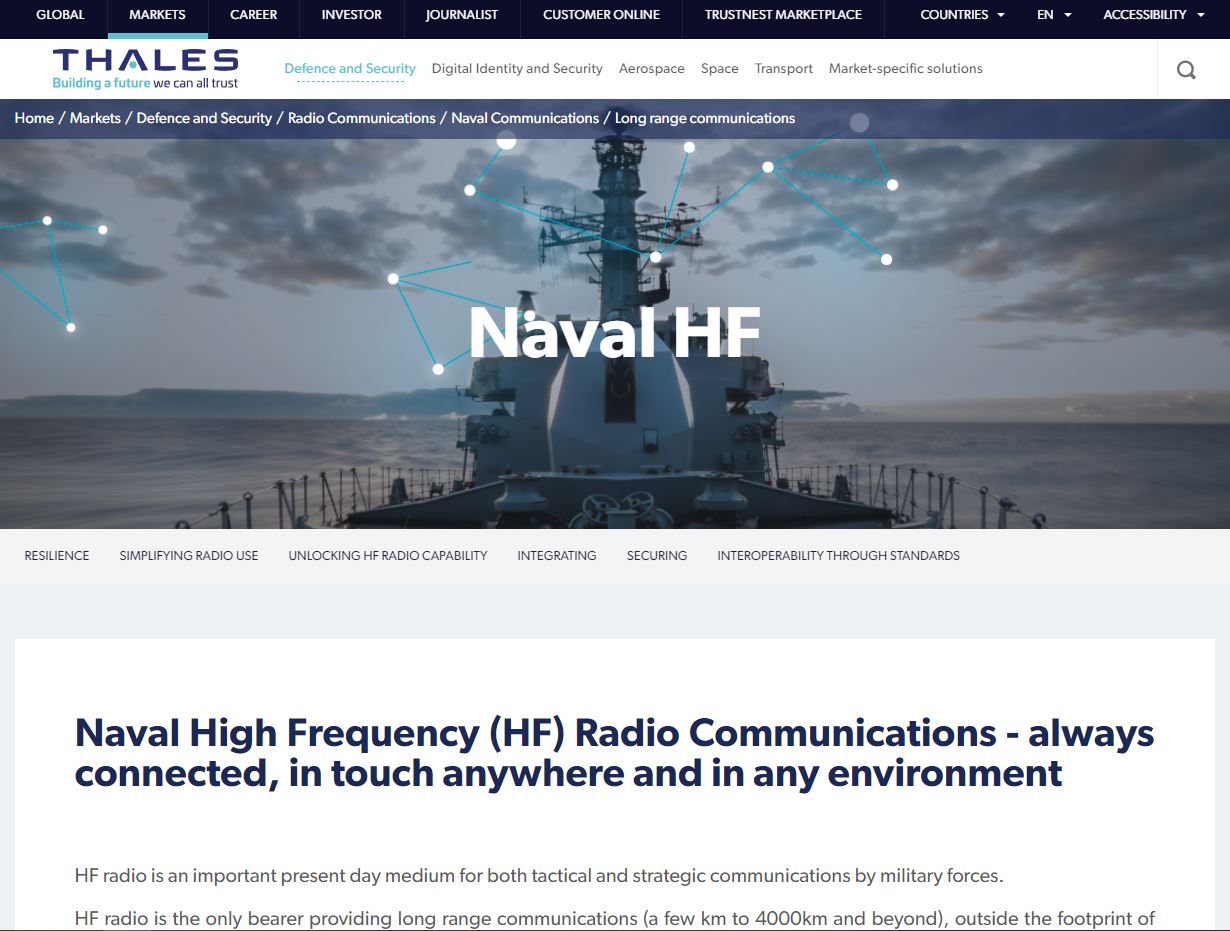 GLOBAL MARKETS CAREER INVESTOR JOURNALIST CUSTOMER ONLINE TRUSTNEST MARKETPLACE COUNTRIES EN ACCESSIBILITY
THALES
Building a future we can all trust
Defence and Security Digital Identity and Security Aerospace Space Transport Market-specific solutions
Home / Markets / Defence and Security / Radio Communications / Naval Communications / Long range communications
Naval HF
RESILIENCE SIMPLIFYING RADIO USE UNLOCKING HF RADIO CAPABILITY INTEGRATING SECURING INTEROPERABILITY THROUGH STANDARDS
Naval High Frequency (HF) Radio Communications - always
connected, in touch anywhere and in any environment
HF radio is an important present day medium for both tactical and strategic communications by military forces.
HF radio is the only bearer providing long range communications (a few km to 4000km and beyond), outside the footprint of